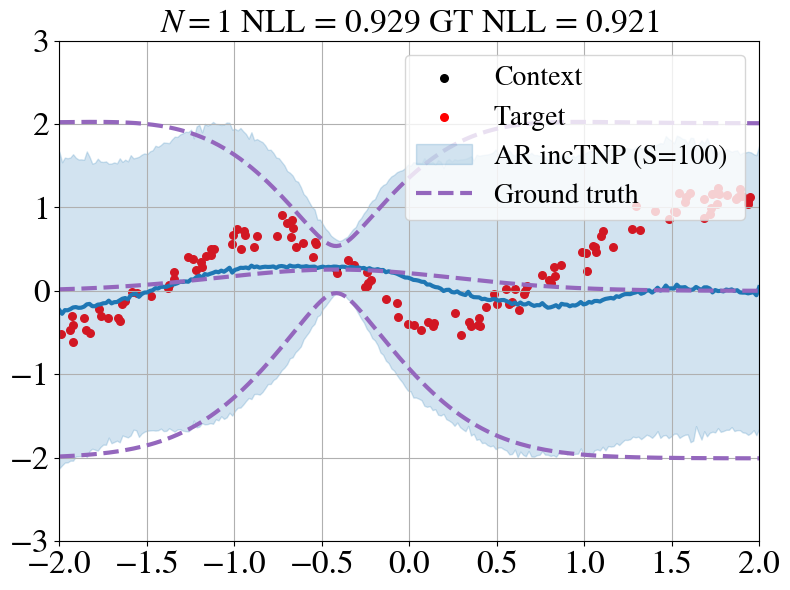 N = 1 NLL = 0.929 GT NLL = 0.921
Context
Target
AR incTNP (S=100)
Ground truth
3
2
1
0
−1
−2
−3
−2.0 −1.5 −1.0 −0.5 0.0 0.5 1.0 1.5 2.0